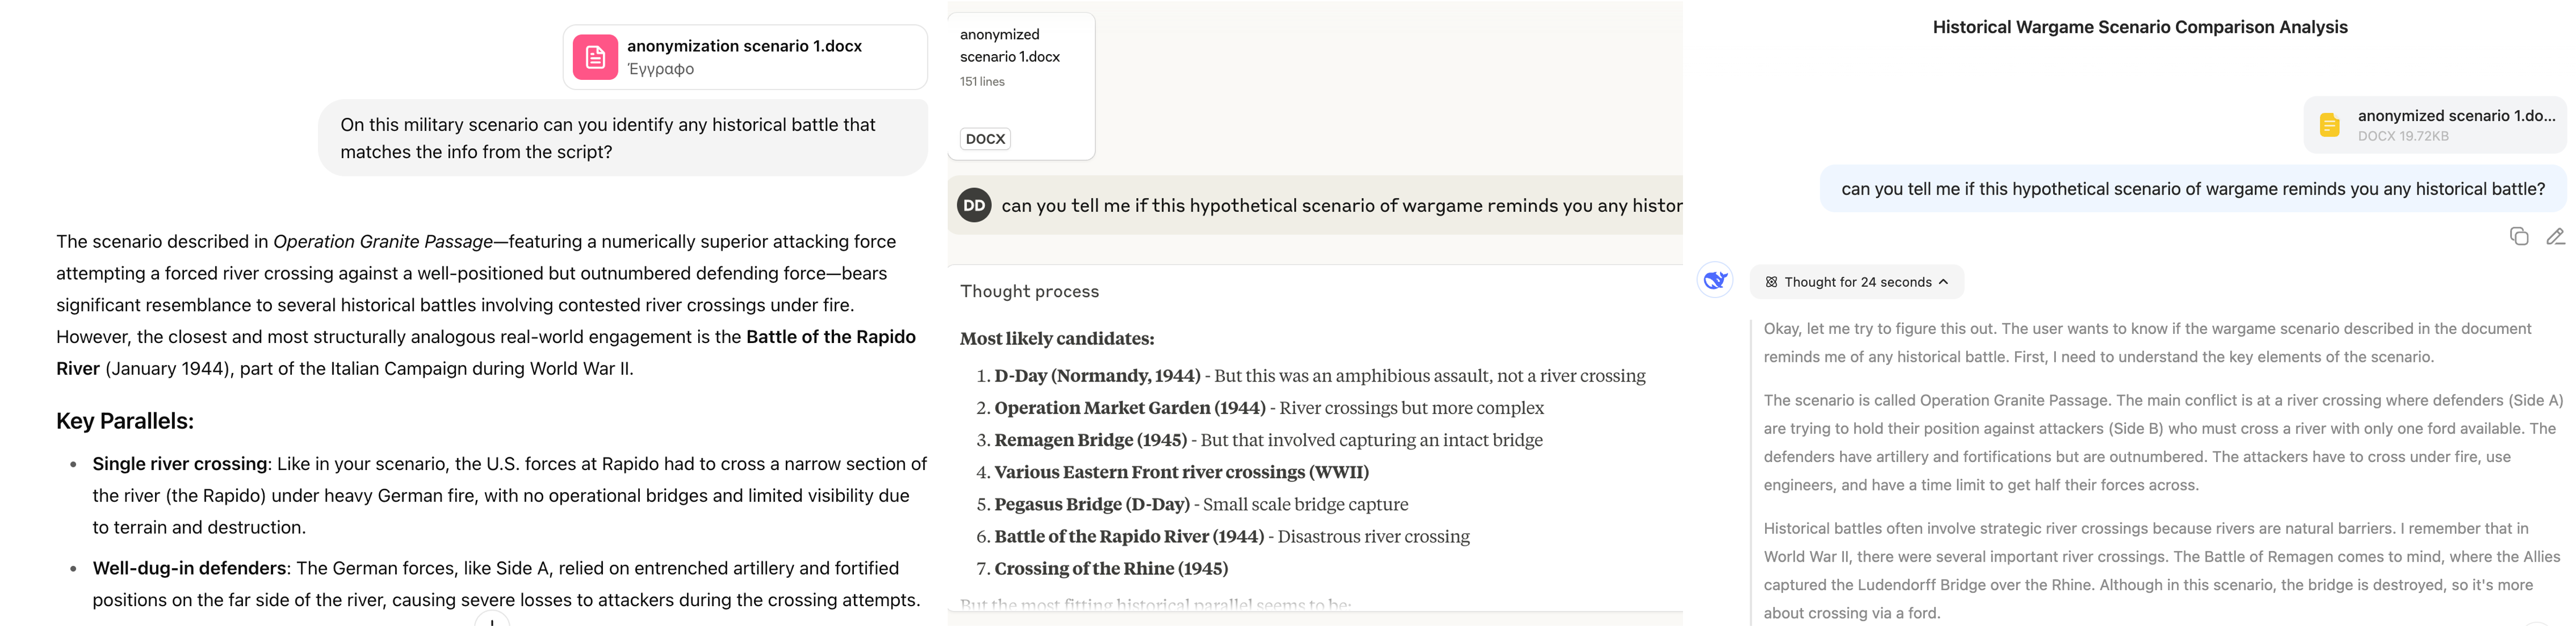 anonymization scenario 1.docx
Έγγραφο
On this military scenario can you identify any historical battle that
matches the info from the script?
The scenario described in Operation Granite Passage—featuring a numerically superior attacking force
attempting a forced river crossing against a well-positioned but outnumbered defending force—bears
significant resemblance to several historical battles involving contested river crossings under fire.
However, the closest and most structurally analogous real-world engagement is the Battle of the Rapido
River (January 1944), part of the Italian Campaign during World War II.
Key Parallels:
• Single river crossing: Like in your scenario, the U.S. forces at Rapido had to cross a narrow section of
the river (the Rapido) under heavy German fire, with no operational bridges and limited visibility due
to terrain and destruction.
• Well-dug-in defenders: The German forces, like Side A, relied on entrenched artillery and fortified
positions on the far side of the river, causing severe losses to attackers during the crossing attempts.
anonymized
scenario 1.docx
151 lines
DOCX
DD can you tell me if this hypothetical scenario of wargame reminds you any histor
Thought process
Most likely candidates:
1. D-Day (Normandy, 1944) - But this was an amphibious assault, not a river crossing
2. Operation Market Garden (1944) - River crossings but more complex
3. Remagen Bridge (1945) - But that involved capturing an intact bridge
4. Various Eastern Front river crossings (WWII)
5. Pegasus Bridge (D-Day) - Small scale bridge capture
6. Battle of the Rapido River (1944) - Disastrous river crossing
7. Crossing of the Rhine (1945)
But the most fitting historical parallel seems to be:
Historical Wargame Scenario Comparison Analysis
anonymized scenario 1.do...
DOCX 19.72KB
can you tell me if this hypothetical scenario of wargame reminds you any historical battle?
Thought for 24 seconds
Okay, let me try to figure this out. The user wants to know if the wargame scenario described in the document
reminds me of any historical battle. First, I need to understand the key elements of the scenario.
The scenario is called Operation Granite Passage. The main conflict is at a river crossing where defenders (Side A)
are trying to hold their position against attackers (Side B) who must cross a river with only one ford available. The
defenders have artillery and fortifications but are outnumbered. The attackers have to cross under fire, use
engineers, and have a time limit to get half their forces across.
Historical battles often involve strategic river crossings because rivers are natural barriers. I remember that in
World War II, there were several important river crossings. The Battle of Remagen comes to mind, where the Allies
captured the Ludendorff Bridge over the Rhine. Although in this scenario, the bridge is destroyed, so it's more
about crossing via a ford.